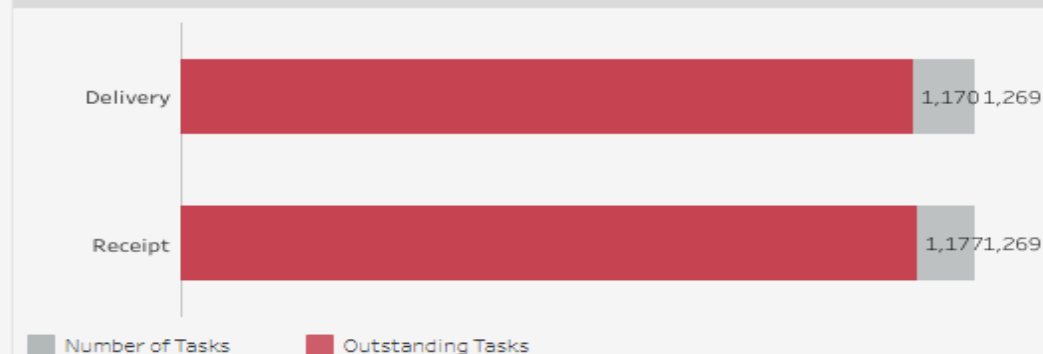 Delivery 1,170 1,269
Receipt 1,177 1,269
Number of Tasks Outstanding Tasks